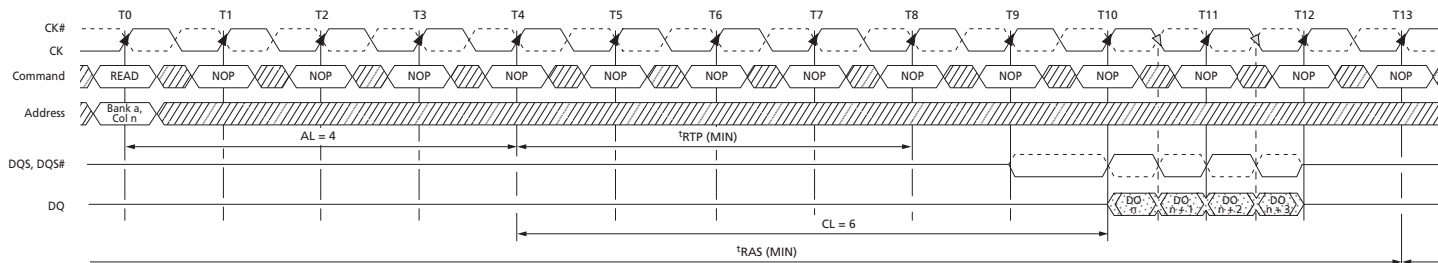 T0 T1 T2 T3 T4 T5 T6 T7 T8 T9 T10 T11 T12 T13
CK#
CK
Command READ NOP NOP NOP NOP NOP NOP NOP NOP NOP NOP NOP NOP NOP
Address Bank a,
Col n
AL = 4 tRTP (MIN)
DQS, DQS#
DQ DO
n DO
n + 1 DO
n + 2 DO
n + 3
CL = 6
tRAS (MIN)